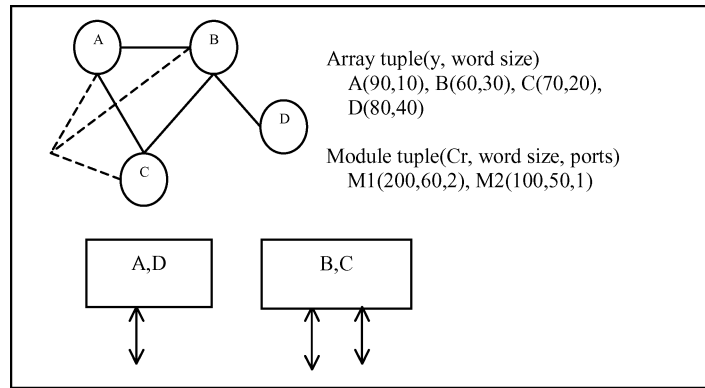 A
B
D
C
Array tuple(y, word size)
A(90,10), B(60,30), C(70,20),
D(80,40)
Module tuple(Cr, word size, ports)
M1(200,60,2), M2(100,50,1)
A,D
B,C